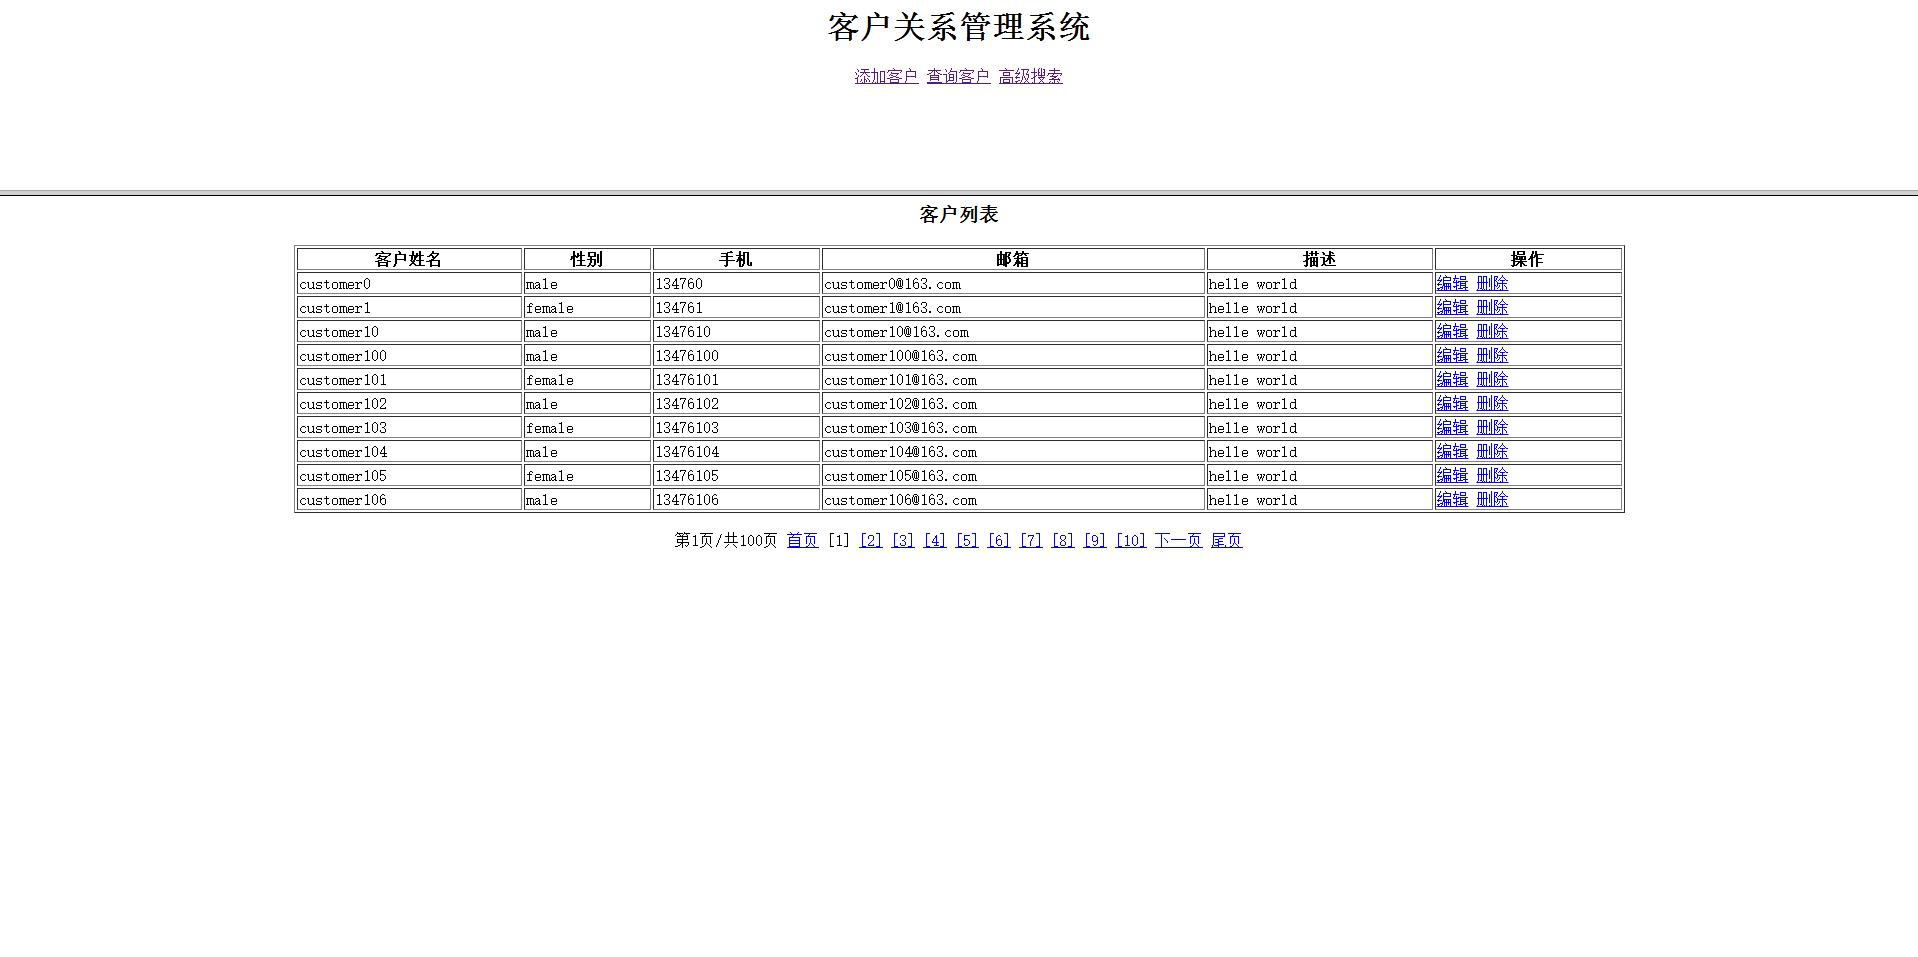 客户关系管理系统
添加客户 查询客户 高级搜索
客户列表
客户姓名 性别 手机 邮箱 描述 操作
customer0 male 134760 customer0@163.com helle world 编辑 删除
customer1 female 134761 customer1@163.com helle world 编辑 删除
customer10 male 1347610 customer10@163.com helle world 编辑 删除
customer100 male 13476100 customer100@163.com helle world 编辑 删除
customer101 female 13476101 customer101@163.com helle world 编辑 删除
customer102 male 13476102 customer102@163.com helle world 编辑 删除
customer103 female 13476103 customer103@163.com helle world 编辑 删除
customer104 male 13476104 customer104@163.com helle world 编辑 删除
customer105 female 13476105 customer105@163.com helle world 编辑 删除
customer106 male 13476106 customer106@163.com helle world 编辑 删除
第1页/共100页 首页 [1] [2] [3] [4] [5] [6] [7] [8] [9] [10] 下一页 尾页